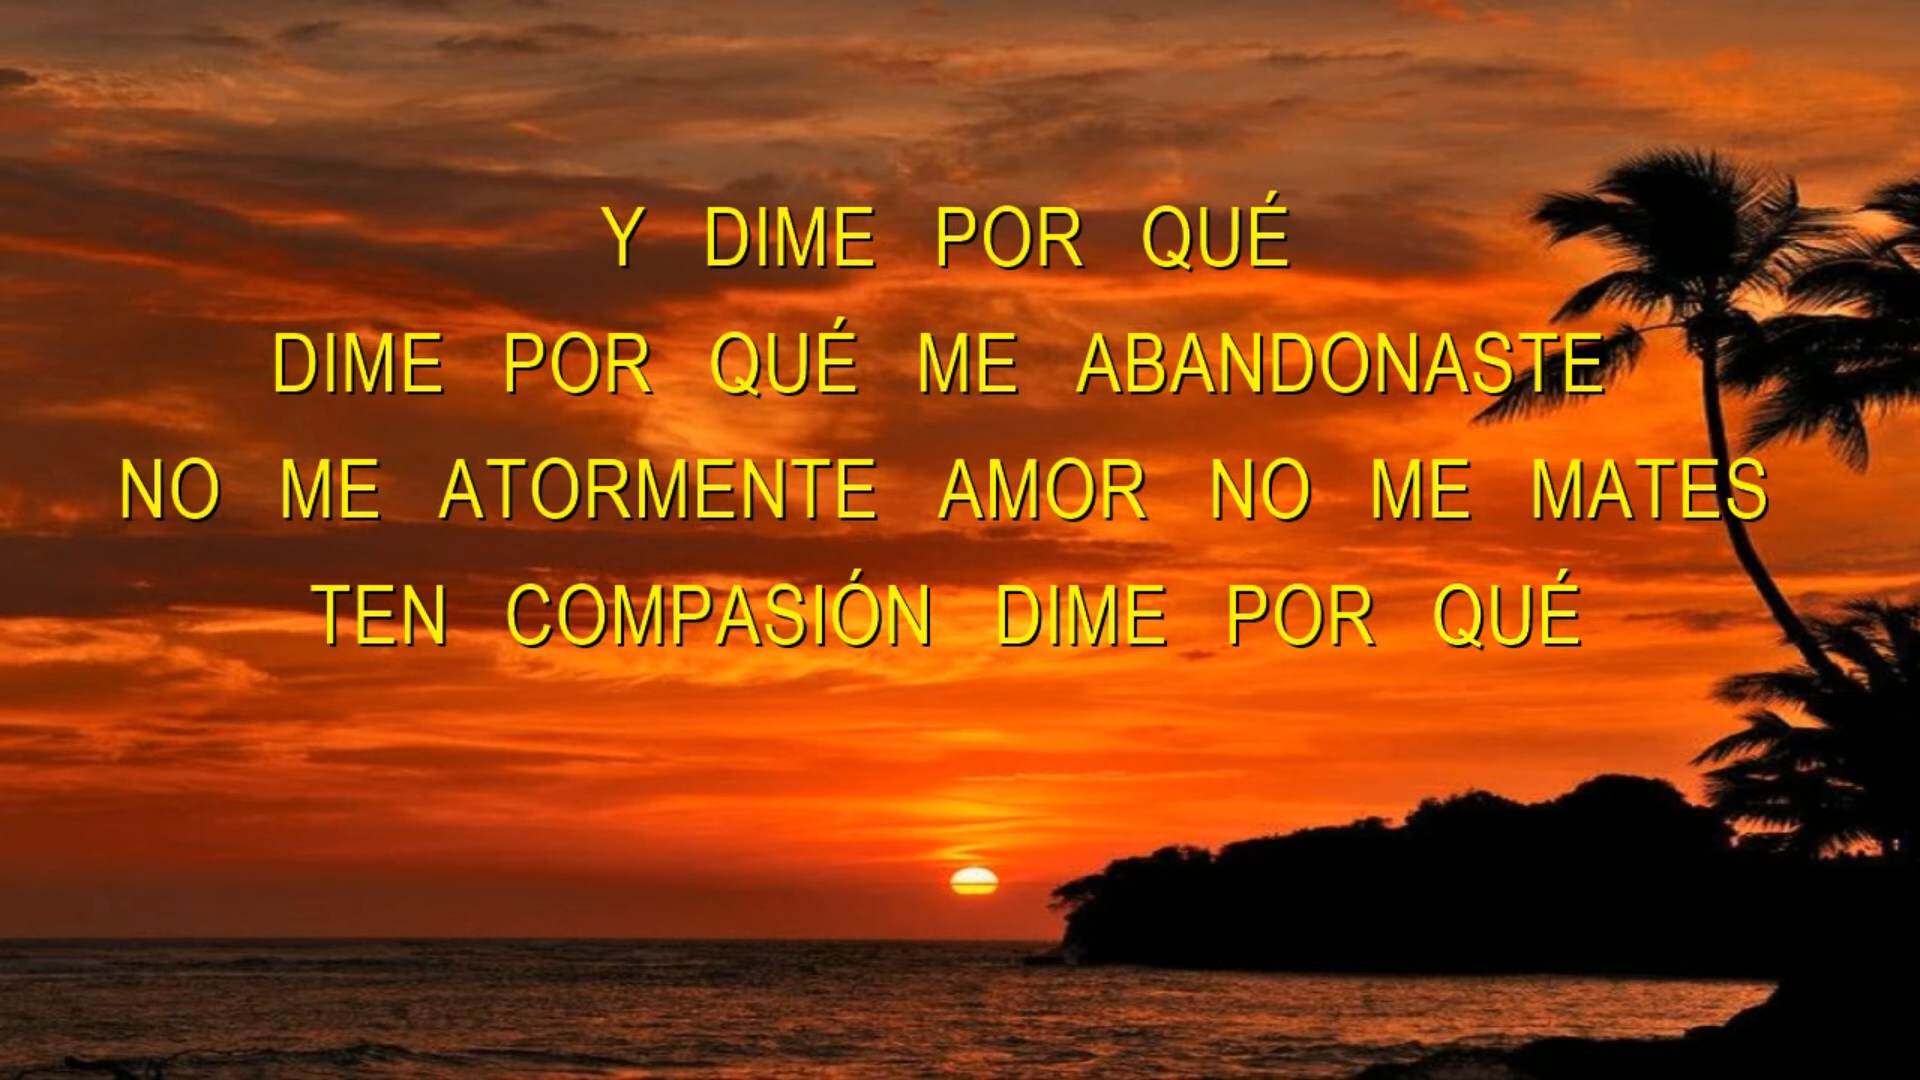 Y DIME POR QUÉ
DIME POR QUÉ ME ABANDONASTE
NO ME ATORMENTE AMOR NO ME MATES
TEN COMPASIÓN DIME POR QUÉ